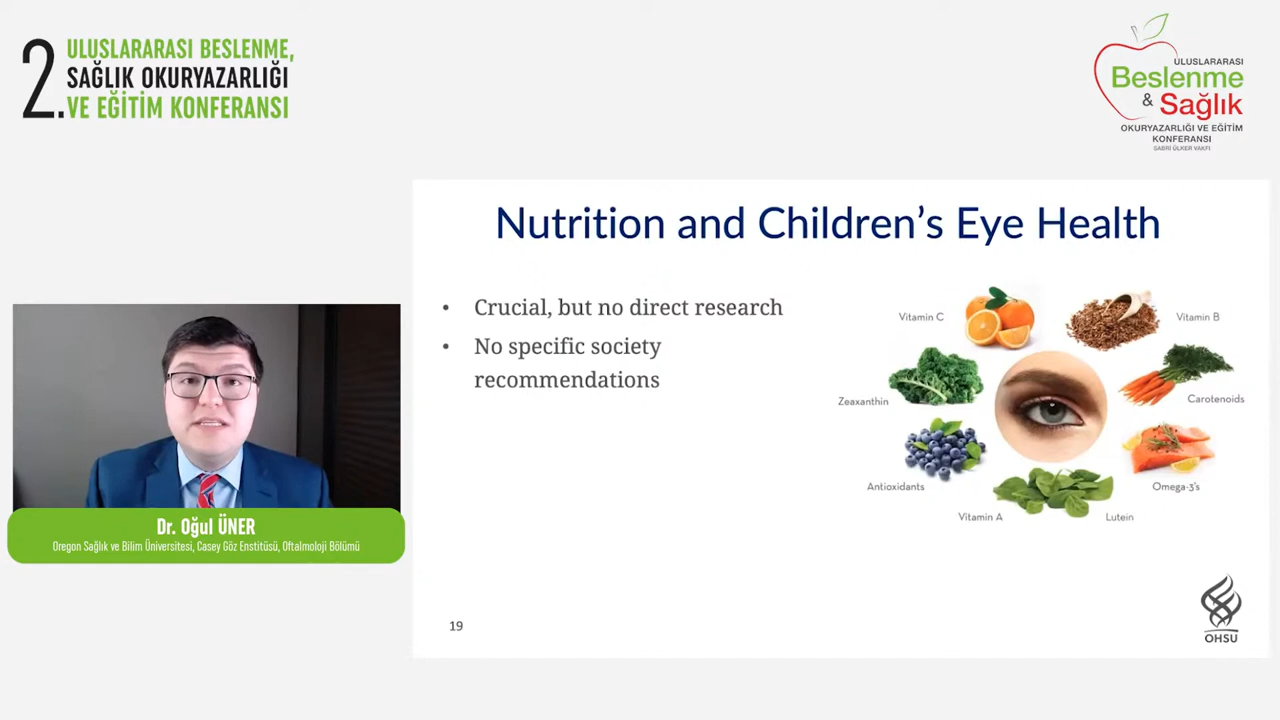 2.
ULUSLARARASI BESLENME,
SAĞLIK OKURYAZARLIĞI
VE EĞİTİM KONFERANSI
ULUSLARARASI
Beslenme
& Sağlık
OKURYAZARLIĞI VE EĞİTİM
KONFERANSI
SABRİ ÜLKER VAKFI
Nutrition and Children's Eye Health
• Crucial, but no direct research
• No specific society
recommendations
Vitamin C
Vitamin B
Zeaxanthin
Carotenoids
Antioxidants
Omega-3's
Vitamin A
Lutein
Dr. Oğul ÜNER
Oregon Sağlık ve Bilim Üniversitesi, Casey Göz Enstitüsü, Oftalmoloji Bölümü
19
OHSU